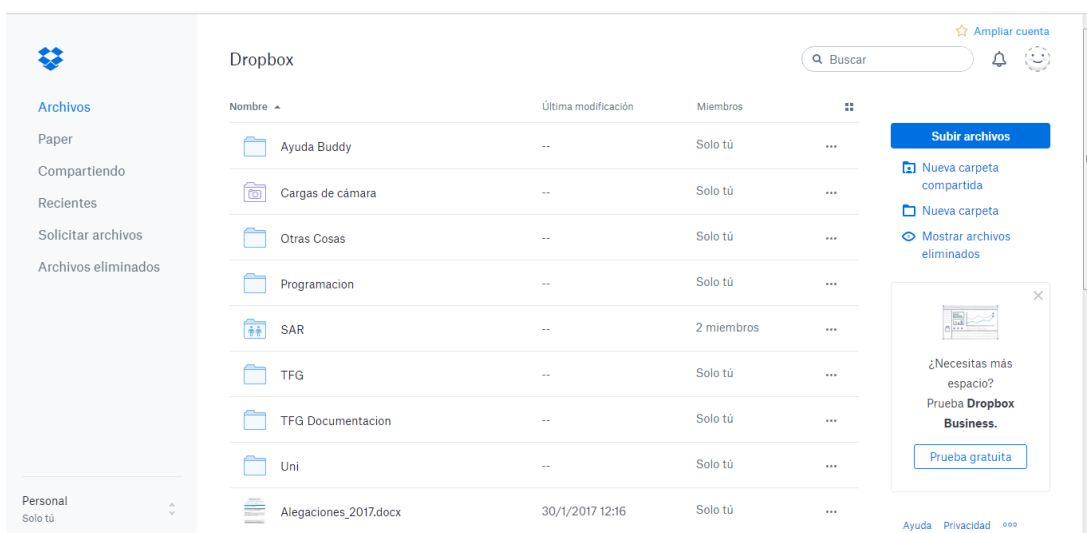 Ampliar cuenta
Dropbox
Buscar
Archivos
Paper
Compartiendo
Recientes
Solicitar archivos
Archivos eliminados
Personal
Solo tú
Nombre Última modificación Miembros
Ayuda Buddy -- Solo tú
Cargas de cámara -- Solo tú
Otras Cosas -- Solo tú
Programacion -- Solo tú
SAR -- 2 miembros
TFG -- Solo tú
TFG Documentacion -- Solo tú
Uni -- Solo tú
Alegaciones_2017.docx 30/1/2017 12:16 Solo tú
Subir archivos
Nueva carpeta
compartida
Nueva carpeta
Mostrar archivos
eliminados
¿Necesitas más
espacio?
Prueba Dropbox
Business.
Prueba gratuita
Ayuda Privacidad